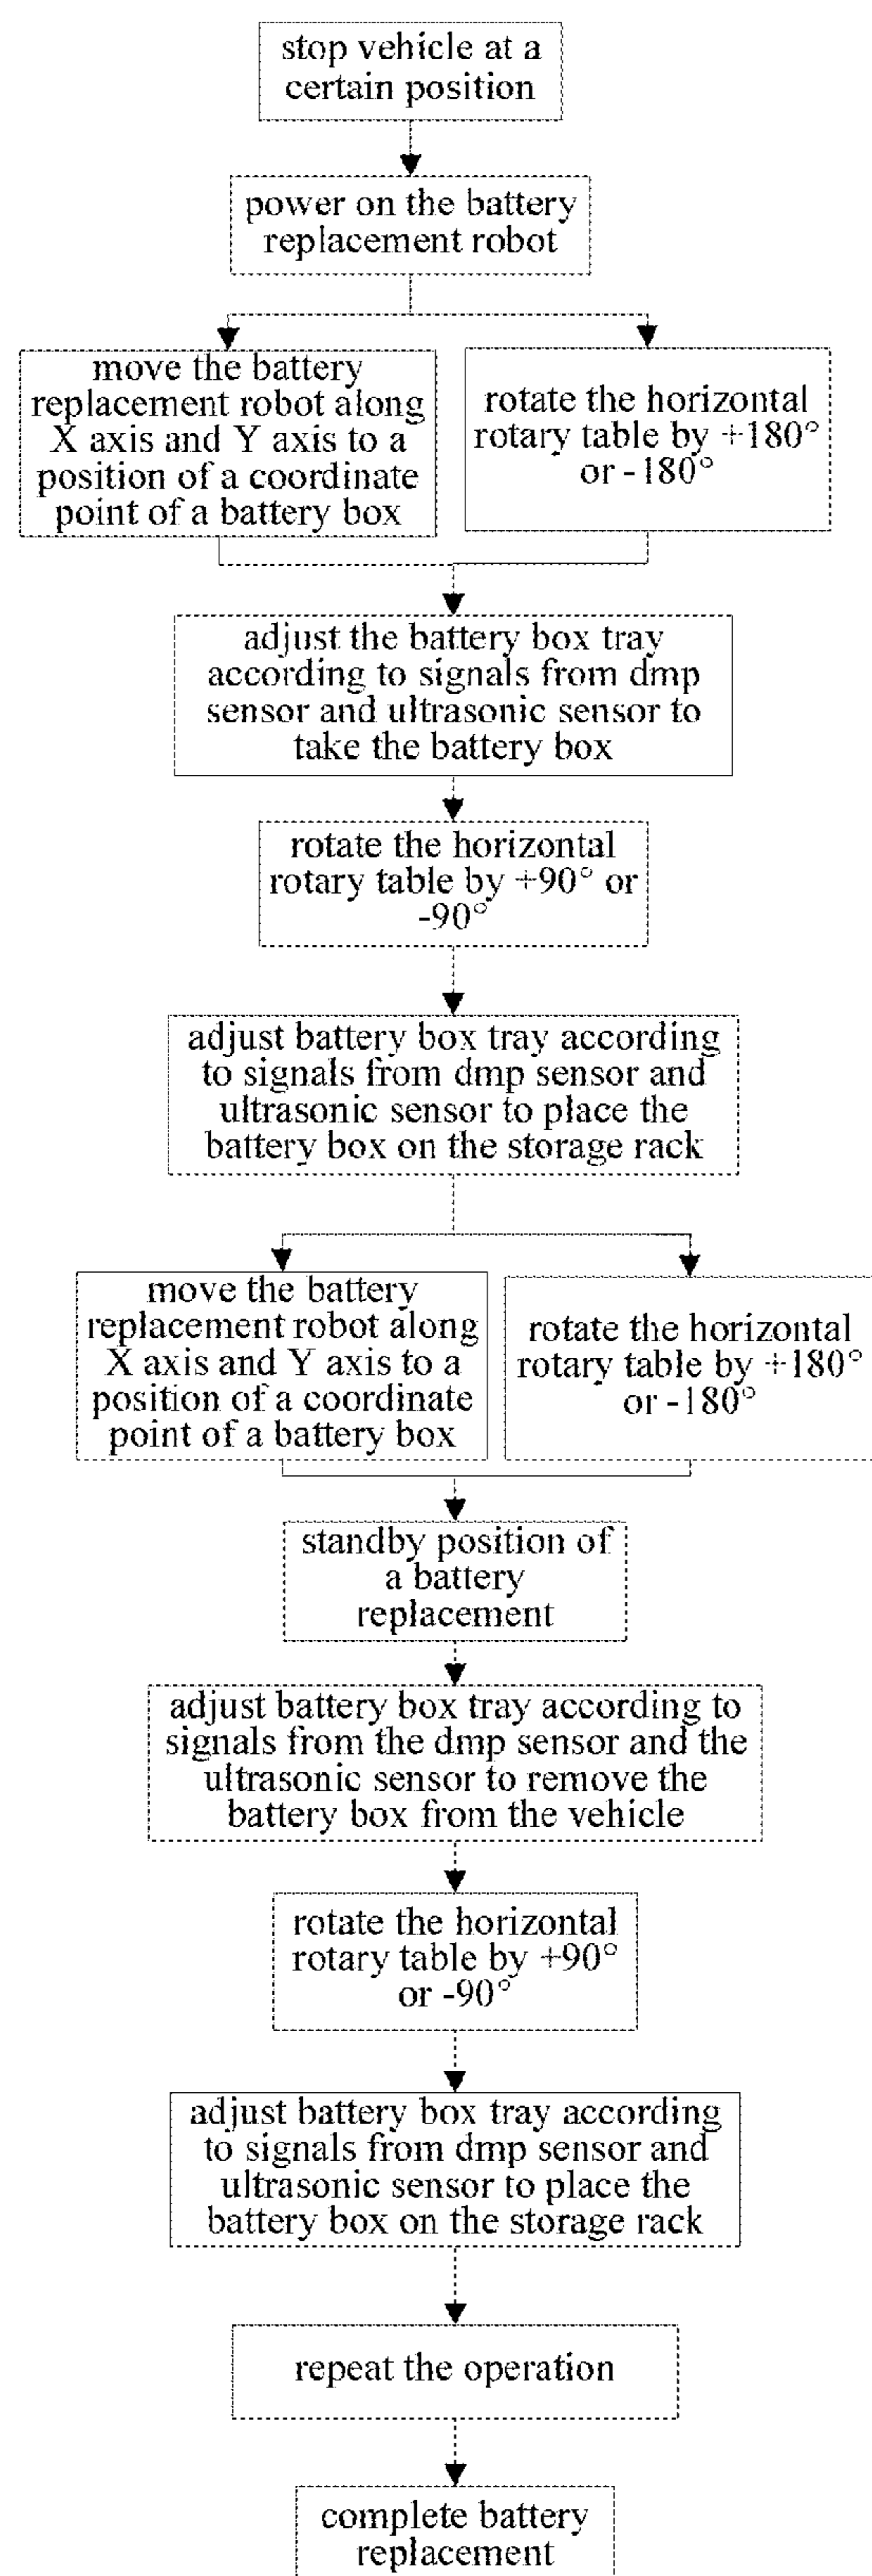 stop vehicle at a
certain position
power on the battery
replacement robot
move the battery
replacement robot along
X axis and Y axis to a
position of a coordinate
point of a battery box
rotate the horizontal
rotary table by +180°
or -180°
adjust the battery box tray
according to signals from dmp
sensor and ultrasonic sensor to
take the battery box
rotate the horizontal
rotary table by +90° or
-90°
adjust battery box tray according
to signals from dmp sensor and
ultrasonic sensor to place the
battery box on the storage rack
move the battery
replacement robot along
X axis and Y axis to a
position of a coordinate
point of a battery box
rotate the horizontal
rotary table by +180°
or -180°
standby position of
a battery
replacement
adjust battery box tray according to
signals from the dmp sensor and the
ultrasonic sensor to remove the
battery box from the vehicle
rotate the horizontal
rotary table by +90°
or -90°
adjust battery box tray according
to signals from dmp sensor and
ultrasonic sensor to place the
battery box on the storage rack
repeat the operation
complete battery
replacement